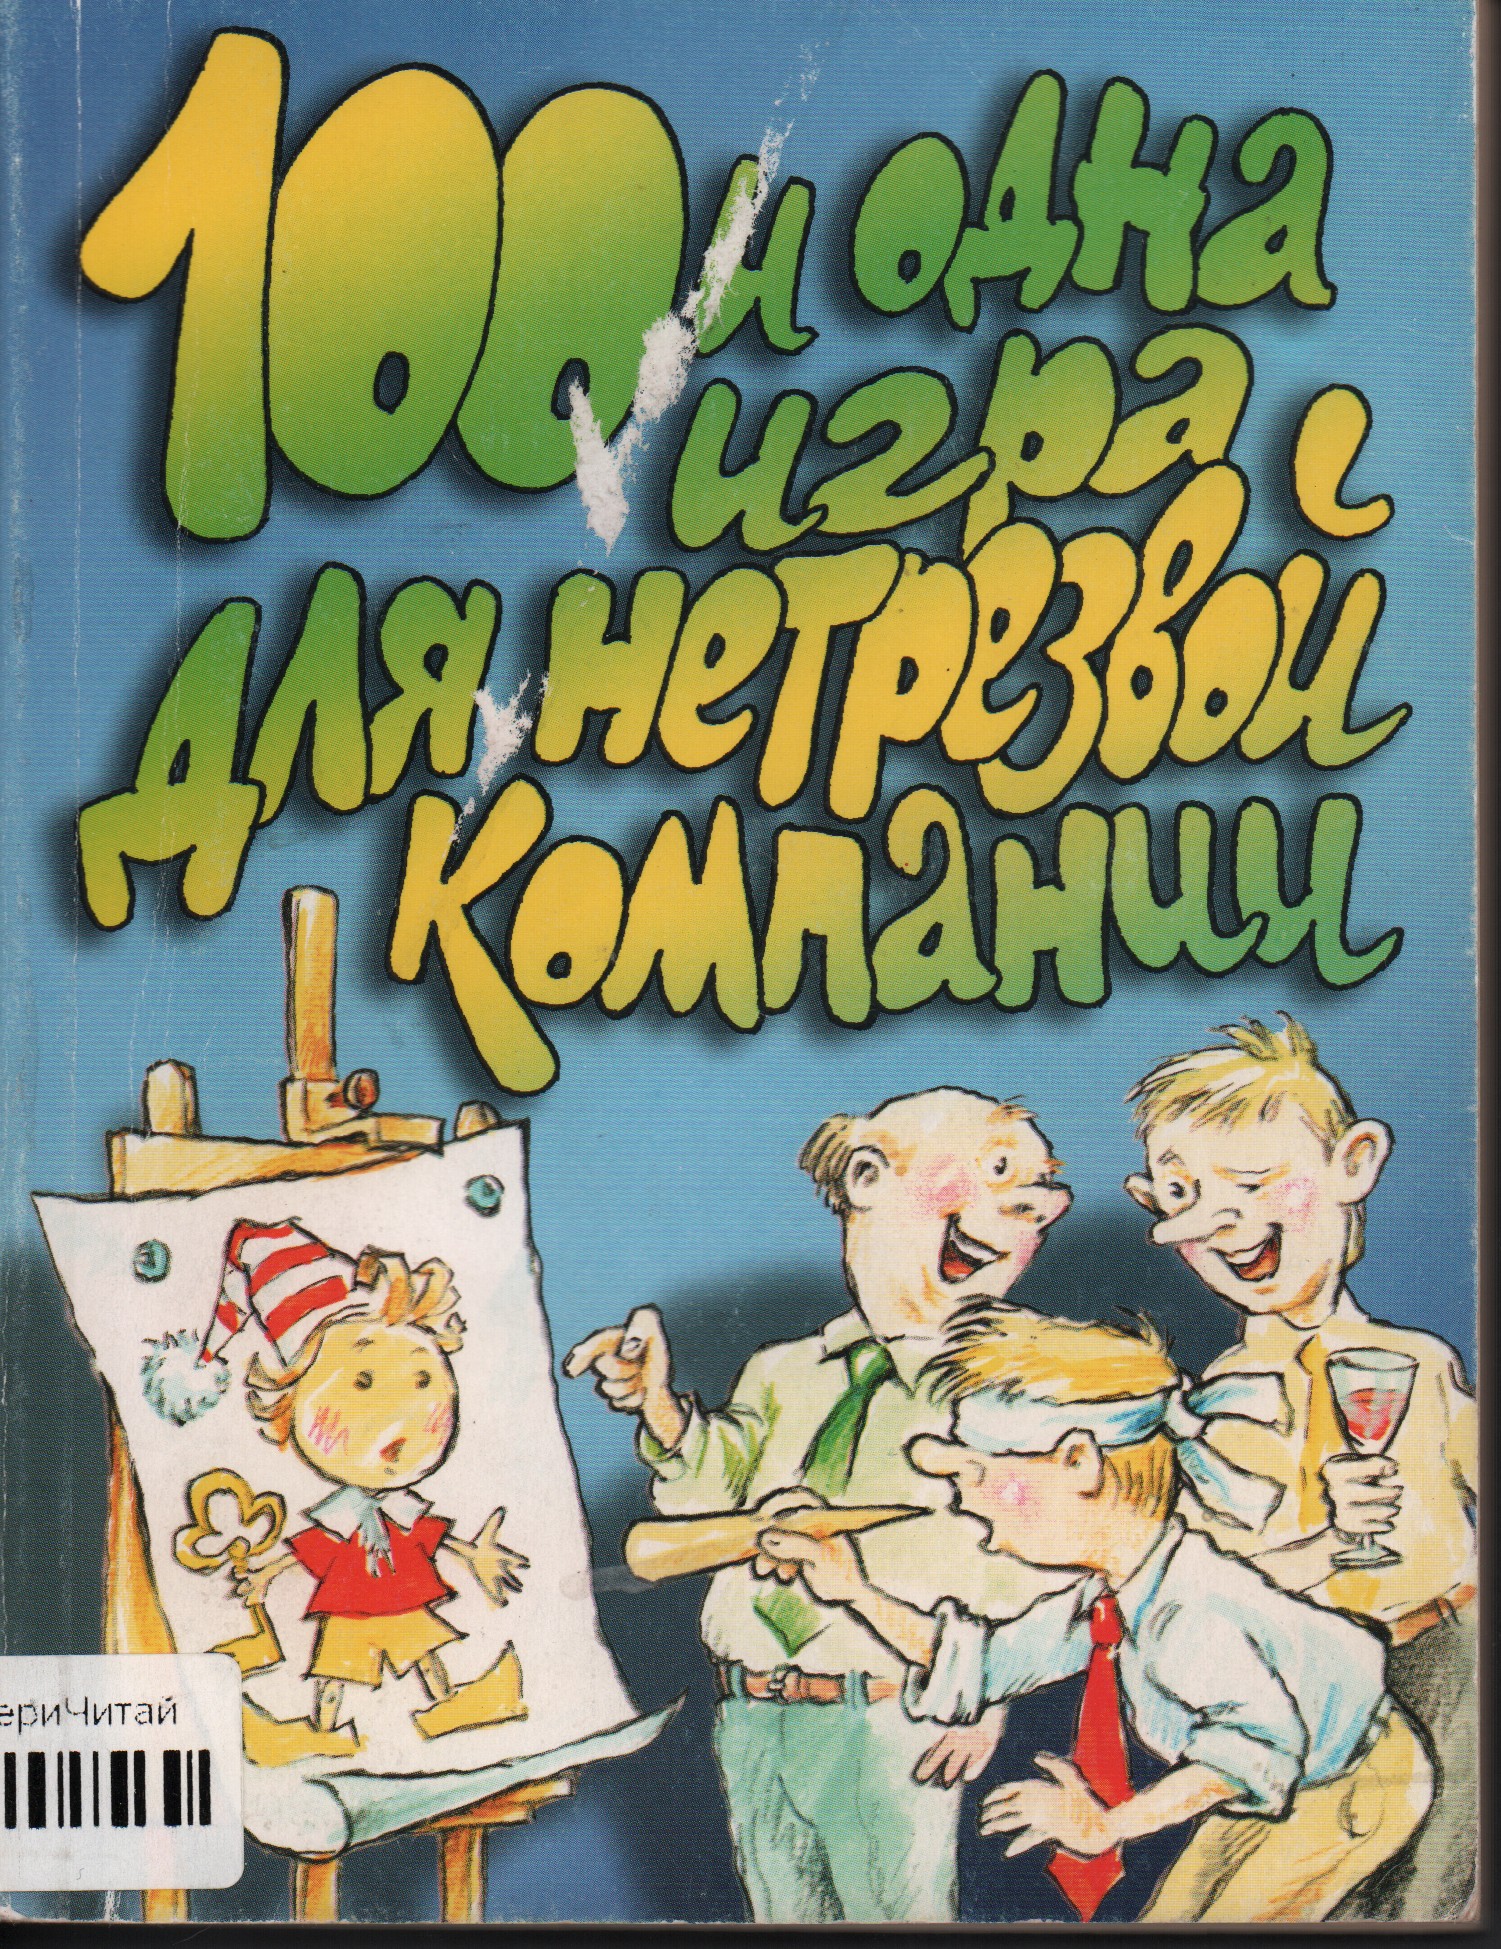 100 и одна
игра
для нетрезвой
компании
ериЧитай